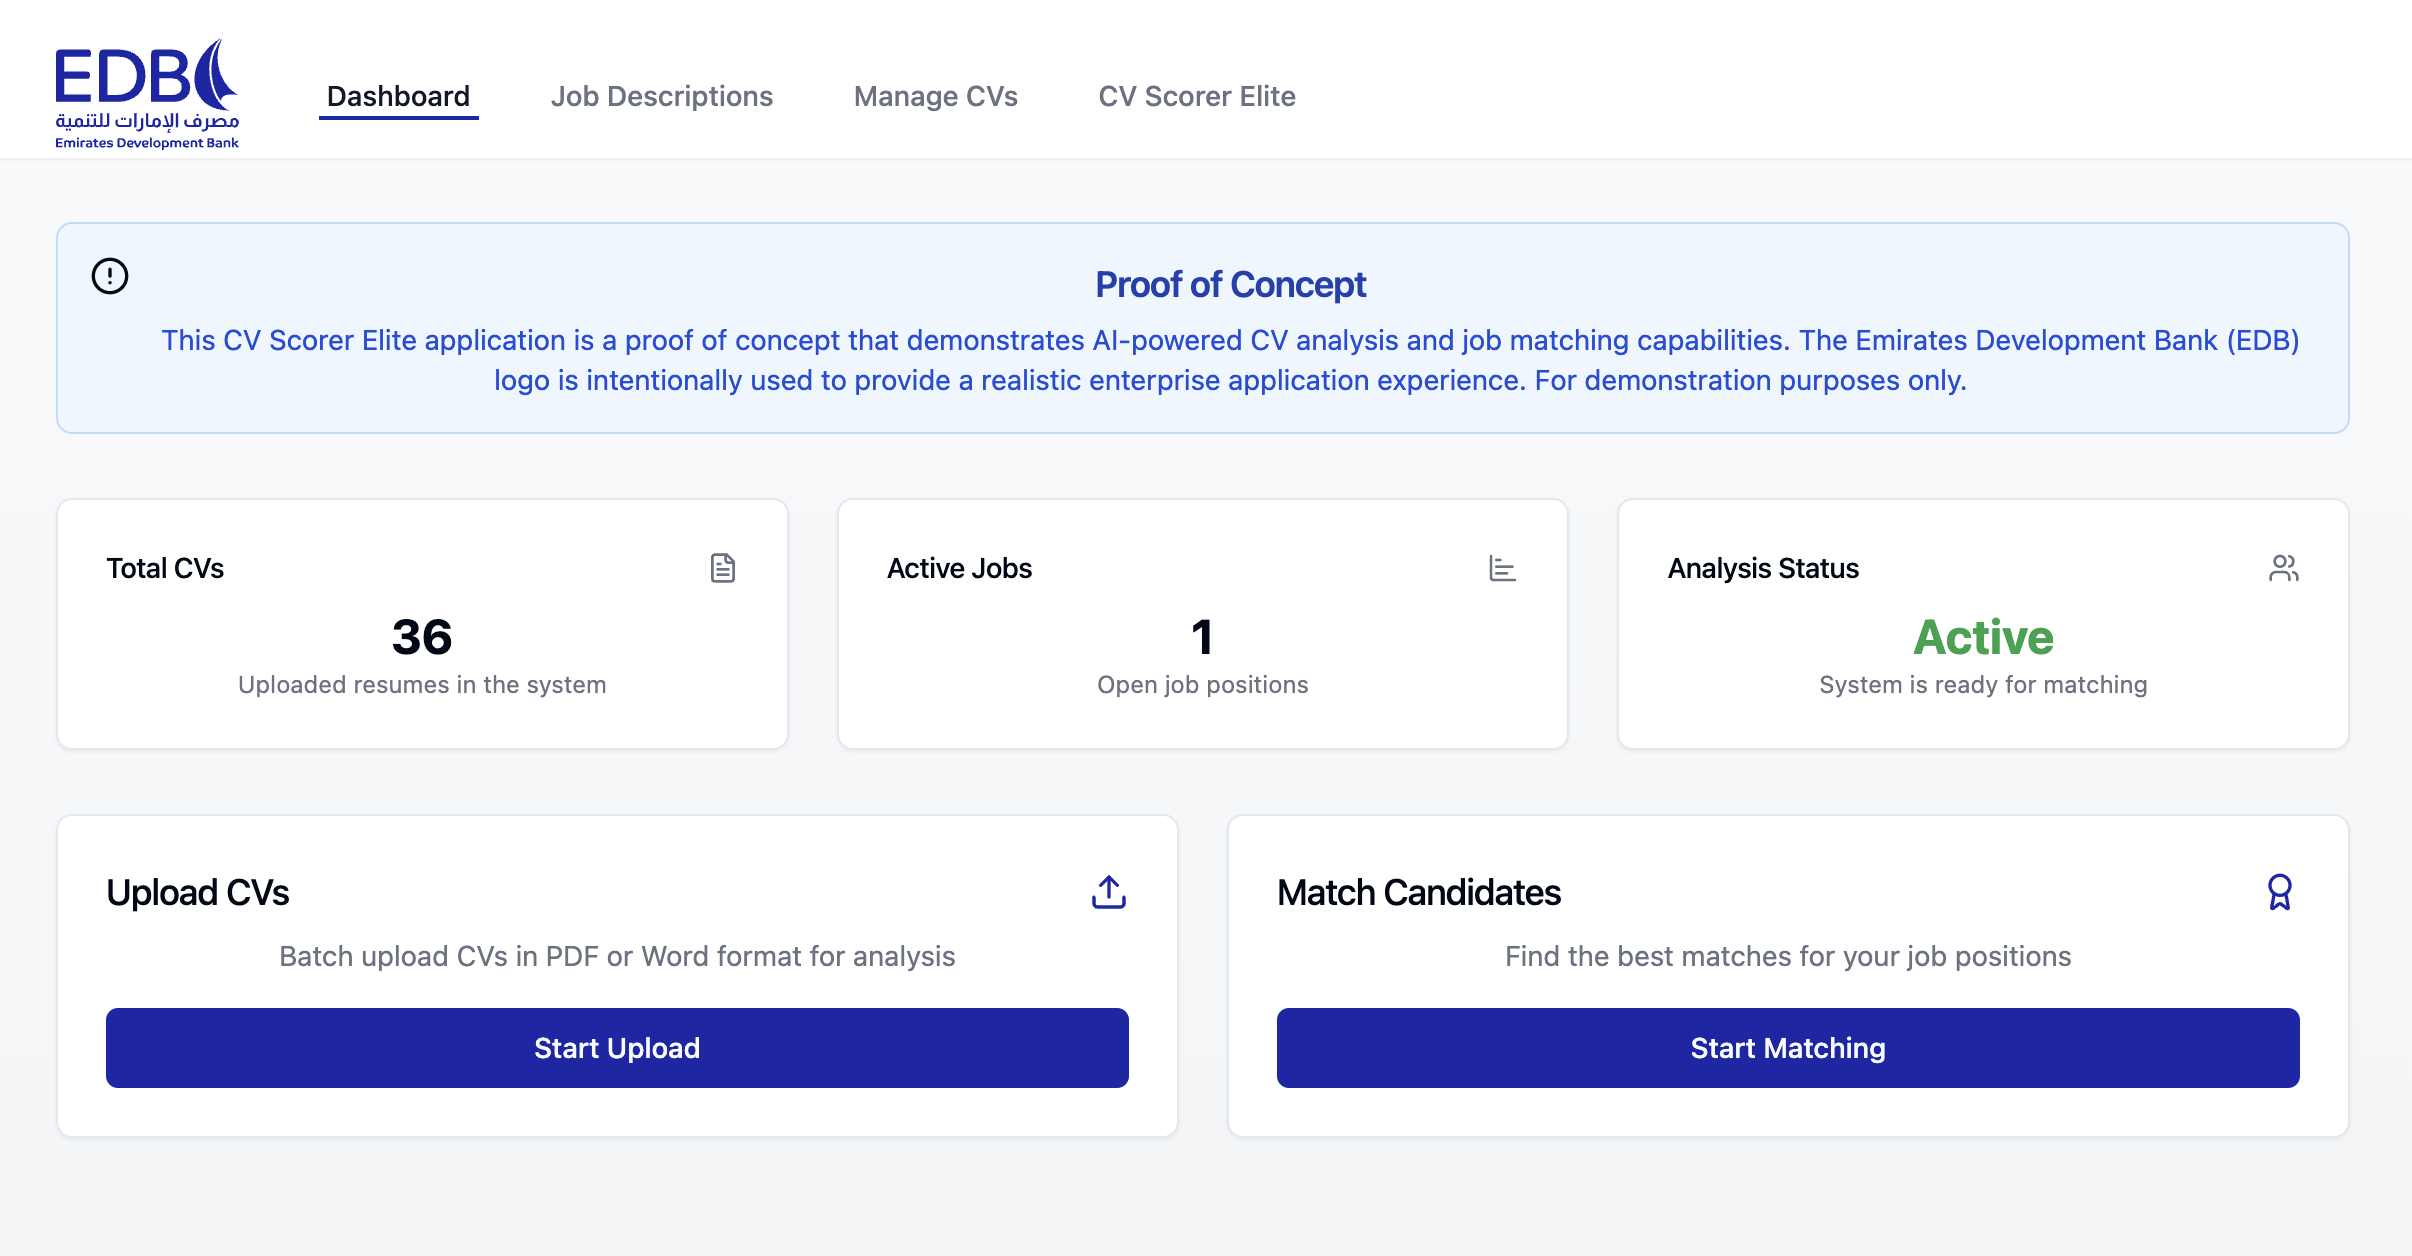 EDB
مصرف الإمارات للتنمية
Emirates Development Bank
Dashboard
Job Descriptions
Manage CVs
CV Scorer Elite
Proof of Concept
This CV Scorer Elite application is a proof of concept that demonstrates AI-powered CV analysis and job matching capabilities. The Emirates Development Bank (EDB)
logo is intentionally used to provide a realistic enterprise application experience. For demonstration purposes only.
Total CVs
36
Uploaded resumes in the system
Active Jobs
1
Open job positions
Analysis Status
Active
System is ready for matching
Upload CVs
Batch upload CVs in PDF or Word format for analysis
Start Upload
Match Candidates
Find the best matches for your job positions
Start Matching